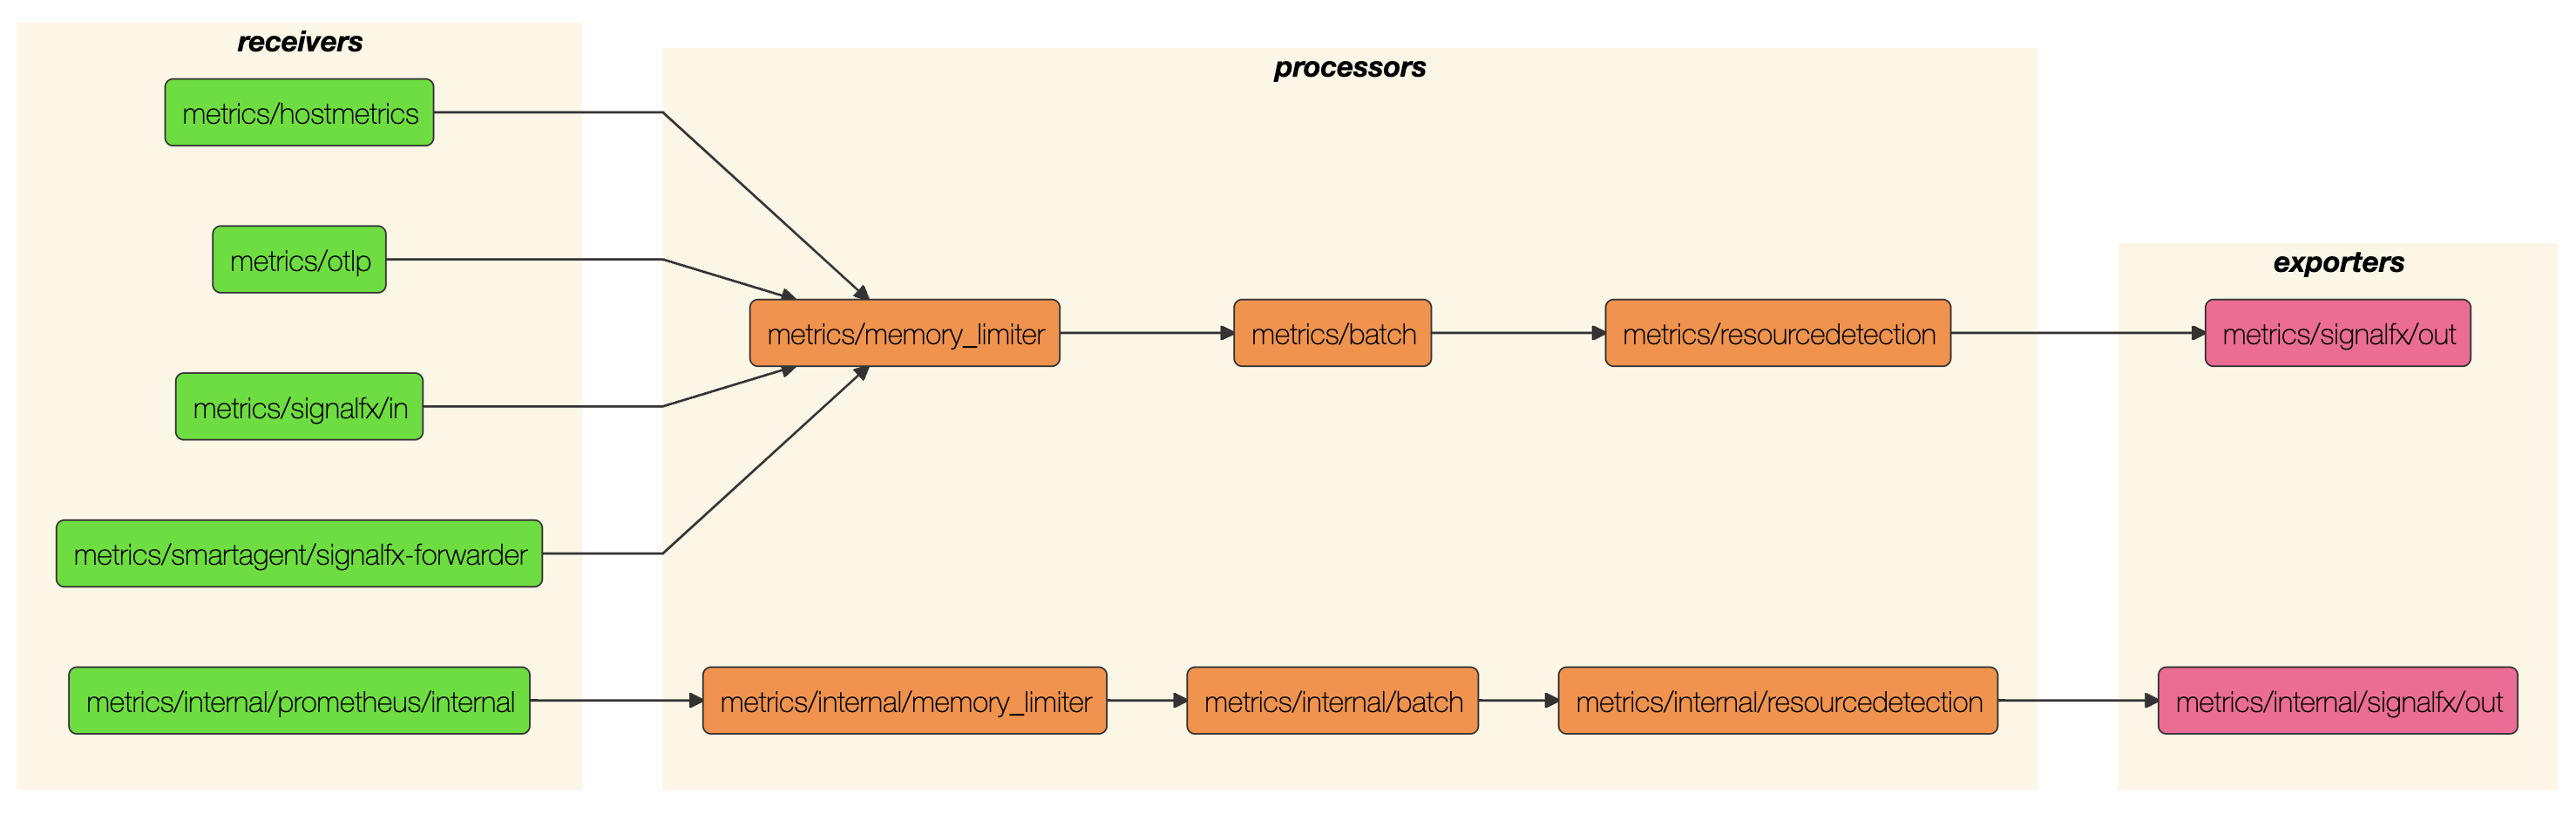 receivers
metrics/hostmetrics
metrics/otlp
metrics/signalfx/in
metrics/smartagent/signalfx-forwarder
metrics/internal/prometheus/internal
processors
metrics/memory_limiter
metrics/batch
metrics/resourcedetection
metrics/internal/memory_limiter
metrics/internal/batch
metrics/internal/resourcedetection
exporters
metrics/signalfx/out
metrics/internal/signalfx/out